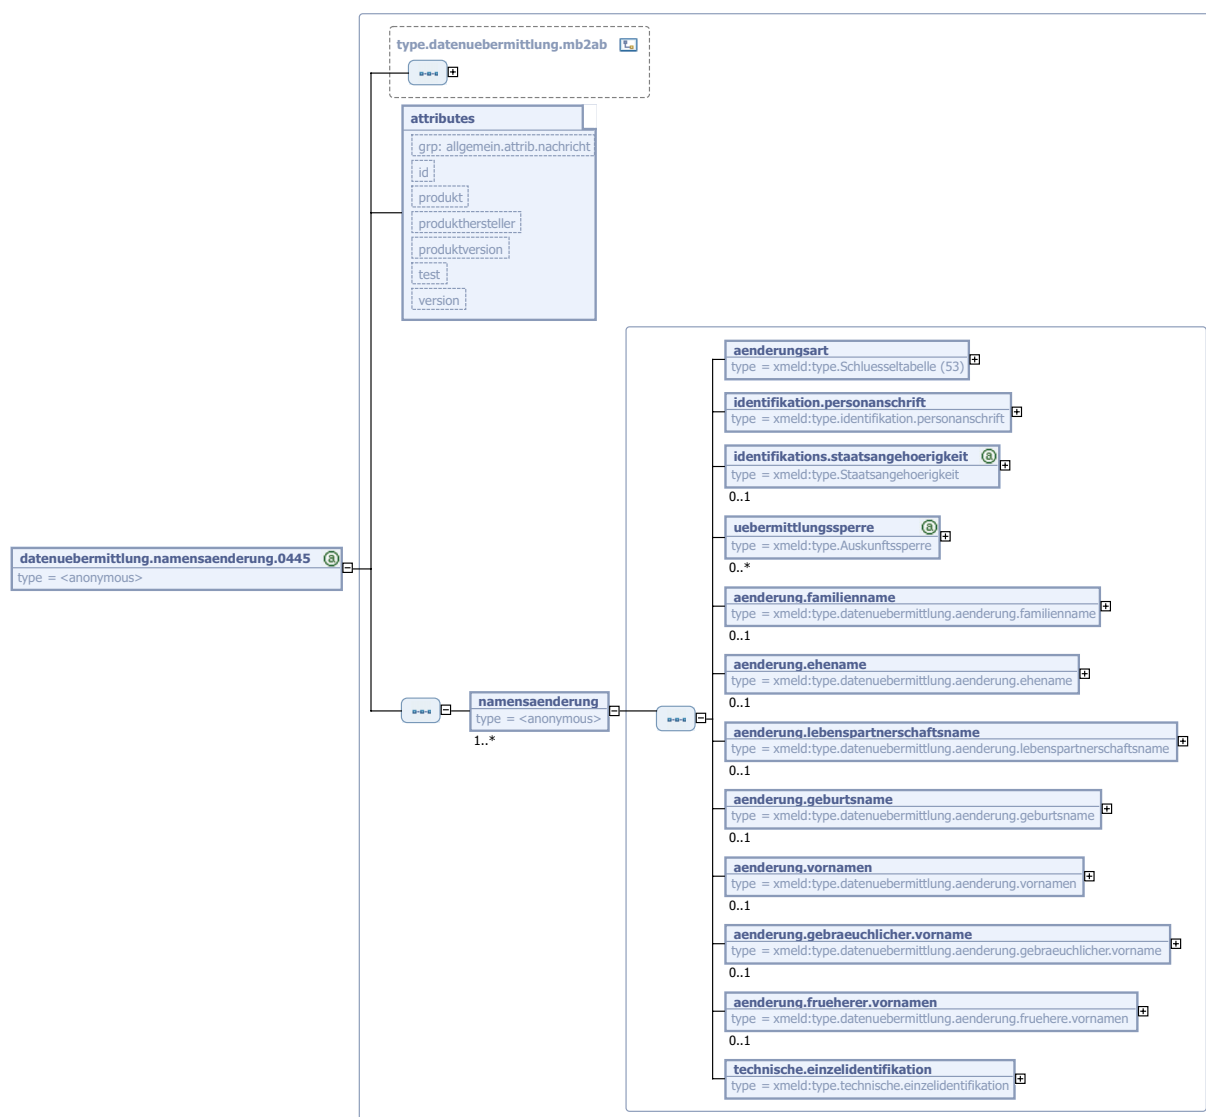 type.datenuebermittlung.mb2ab
attributes
grp: allgemein.attrib.nachricht
id
produkt
produkthersteller
produktversion
test
version
datenuebermittlung.namensaenderung.0445 a
type = <anonymous>
namensaenderung
type = <anonymous>
1..*
aenderungsart
type = xmeld:type.Schluesseltabelle (53)
identifikation.personanschrift
type = xmeld:type.identifikation.personanschrift
identifikations.staatsangehoerigkeit a
type = xmeld:type.Staatsangehoerigkeit
0..1
uebermittlungssperre a
type = xmeld:type.Auskunftssperre
0..*
aenderung.familienname
type = xmeld:type.datenuebermittlung.aenderung.familienname
0..1
aenderung.ehename
type = xmeld:type.datenuebermittlung.aenderung.ehename
0..1
aenderung.lebenspartnerschaftsname
type = xmeld:type.datenuebermittlung.aenderung.lebenspartnerschaftsname
0..1
aenderung.geburtsname
type = xmeld:type.datenuebermittlung.aenderung.geburtsname
0..1
aenderung.vornamen
type = xmeld:type.datenuebermittlung.aenderung.vornamen
0..1
aenderung.gebraeuchlicher.vorname
type = xmeld:type.datenuebermittlung.aenderung.gebraeuchlicher.vorname
0..1
aenderung.frueherer.vornamen
type = xmeld:type.datenuebermittlung.aenderung.fruehere.vornamen
0..1
technische.einzelidentifikation
type = xmeld:type.technische.einzelidentifikation